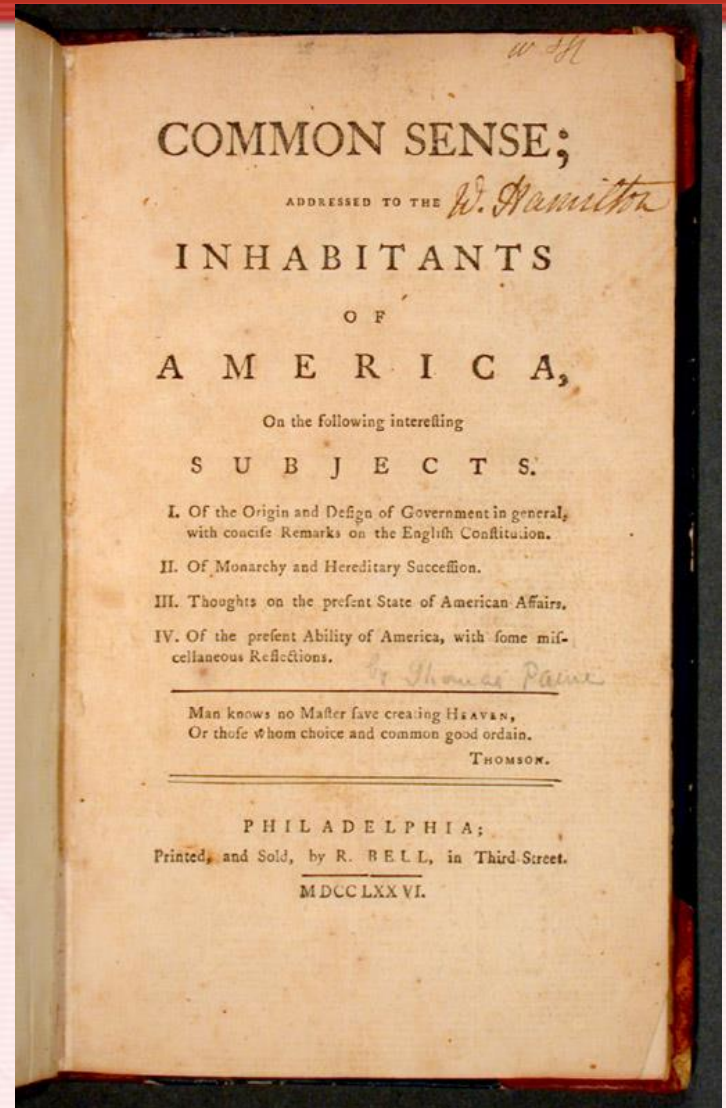 COMMON SENSE;
ADDRESSED TO THE W. Hamilton
INHABITANTS
OF
AMERICA,
On the following intereſting
SUBJECTS.
I. Of the Origin and Deſign of Government in general,
with conciſe Remarks on the Engliſh Conſtitution.
II. Of Monarchy and Hereditary Succeſſion.
III. Thoughts on the preſent State of American Affairs.
IV. Of the preſent Ability of America, with ſome miſ-
cellaneous Reflections.
by Thomas Paine
Man knows no Maſter ſave creating HEAVEN,
Or thoſe whom choice and common good ordain.
THOMSON.
PHILADELPHIA;
Printed, and Sold, by R. BELL, in Third-Street.
MDCCLXXVI.